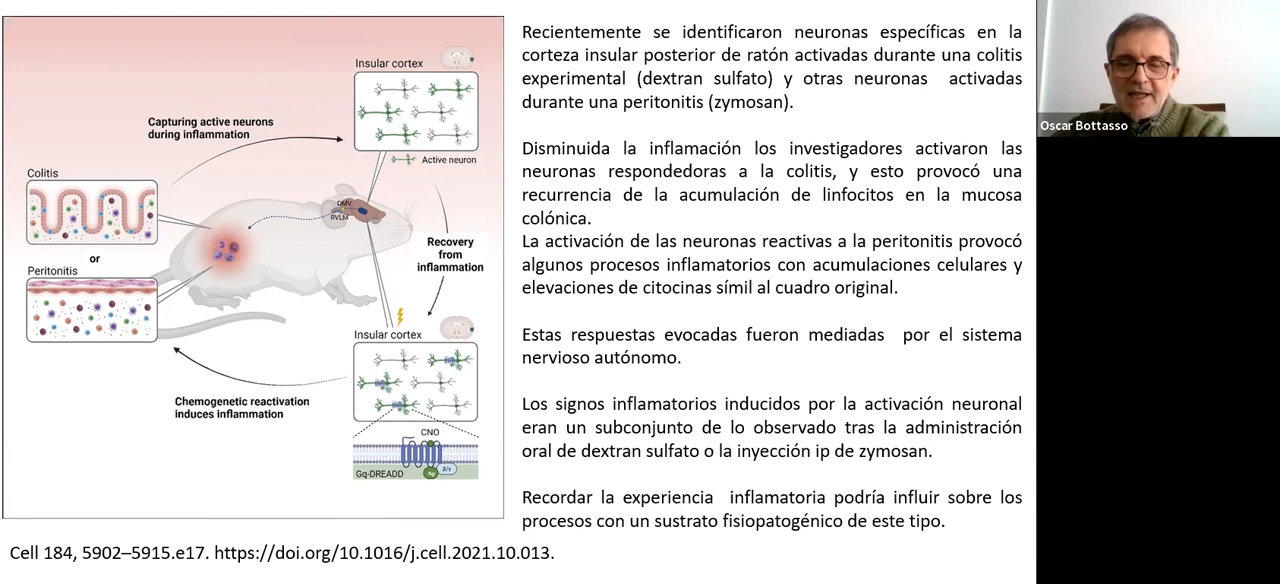 Insular cortex
Capturing active neurons
during inflammation
Active neuron
Colitis
DMV
RVLM
or
Recovery
from
inflammation
Peritonitis
Insular cortex
Chemogenetic reactivation
induces inflammation
CNO
Gq-DREADD
Gq
β/γ
Cell 184, 5902–5915.e17. https://doi.org/10.1016/j.cell.2021.10.013.
Recientemente se identificaron neuronas específicas en la
corteza insular posterior de ratón activadas durante una colitis
experimental (dextran sulfato) y otras neuronas activadas
durante una peritonitis (zymosan).
Disminuida la inflamación los investigadores activaron las
neuronas respondedoras a la colitis, y esto provocó una
recurrencia de la acumulación de linfocitos en la mucosa
colónica.
La activación de las neuronas reactivas a la peritonitis provocó
algunos procesos inflamatorios con acumulaciones celulares y
elevaciones de citocinas símil al cuadro original.
Estas respuestas evocadas fueron mediadas por el sistema
nervioso autónomo.
Los signos inflamatorios inducidos por la activación neuronal
eran un subconjunto de lo observado tras la administración
oral de dextran sulfato o la inyección ip de zymosan.
Recordar la experiencia inflamatoria podría influir sobre los
procesos con un sustrato fisiopatogénico de este tipo.
Oscar Bottasso